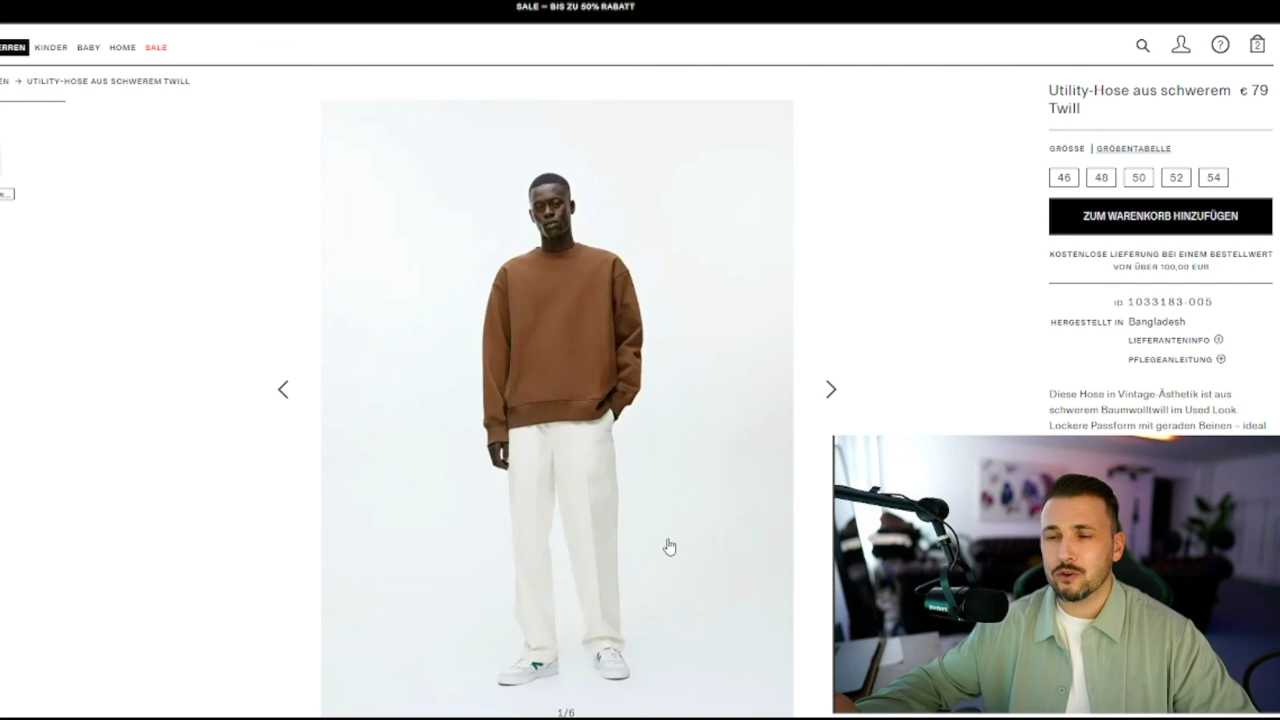 SALE – BIS ZU 50% RABATT
ERREN KINDER BABY HOME SALE
2
EN → UTILITY-HOSE AUS SCHWEREM TWILL
w...
Utility-Hose aus schwerem € 79
Twill
GRÖSSE | GRÖßENTABELLE
46 48 50 52 54
ZUM WARENKORB HINZUFÜGEN
KOSTENLOSE LIEFERUNG BEI EINEM BESTELLWERT
VON ÜBER 100,00 EUR
ID 1033183-005
HERGESTELLT IN Bangladesh
LIEFERANTENINFO
PFLEGEANLEITUNG
Diese Hose in Vintage-Ästhetik ist aus
schwerem Baumwolltwill im Used Look
Lockere Passform mit geraden Beinen – ideal
1/6